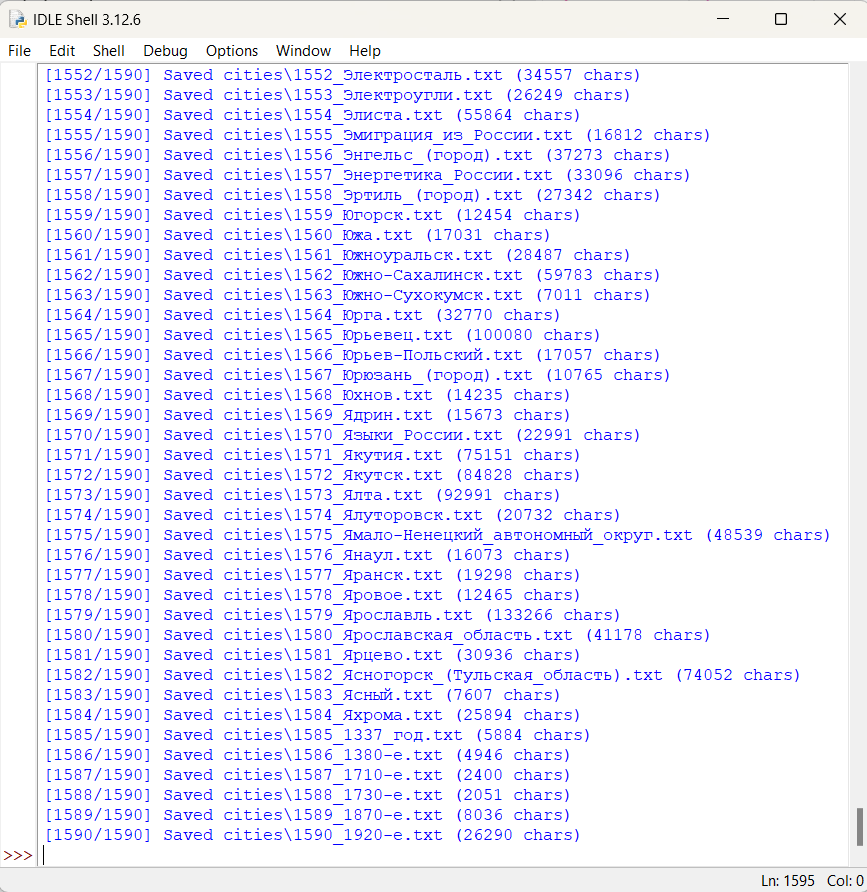 IDLE Shell 3.12.6
File Edit Shell Debug Options Window Help
[1552/1590] Saved cities\1552_Электросталь.txt (34557 chars)
[1553/1590] Saved cities\1553_Электроугли.txt (26249 chars)
[1554/1590] Saved cities\1554_Элиста.txt (55864 chars)
[1555/1590] Saved cities\1555_Эмиграция_из_России.txt (16812 chars)
[1556/1590] Saved cities\1556_Энгельс_(город).txt (37273 chars)
[1557/1590] Saved cities\1557_Энергетика_России.txt (33096 chars)
[1558/1590] Saved cities\1558_Эртиль_(город).txt (27342 chars)
[1559/1590] Saved cities\1559_Югорск.txt (12454 chars)
[1560/1590] Saved cities\1560_Южа.txt (17031 chars)
[1561/1590] Saved cities\1561_Южноуральск.txt (28487 chars)
[1562/1590] Saved cities\1562_Южно-Сахалинск.txt (59783 chars)
[1563/1590] Saved cities\1563_Южно-Сухокумск.txt (7011 chars)
[1564/1590] Saved cities\1564_Юрга.txt (32770 chars)
[1565/1590] Saved cities\1565_Юрьевец.txt (100080 chars)
[1566/1590] Saved cities\1566_Юрьев-Польский.txt (17057 chars)
[1567/1590] Saved cities\1567_Юрюзань_(город).txt (10765 chars)
[1568/1590] Saved cities\1568_Юхнов.txt (14235 chars)
[1569/1590] Saved cities\1569_Ядрин.txt (15673 chars)
[1570/1590] Saved cities\1570_Языки_России.txt (22991 chars)
[1571/1590] Saved cities\1571_Якутия.txt (75151 chars)
[1572/1590] Saved cities\1572_Якутск.txt (84828 chars)
[1573/1590] Saved cities\1573_Ялта.txt (92991 chars)
[1574/1590] Saved cities\1574_Ялуторовск.txt (20732 chars)
[1575/1590] Saved cities\1575_Ямало-Ненецкий_автономный_округ.txt (48539 chars)
[1576/1590] Saved cities\1576_Янаул.txt (16073 chars)
[1577/1590] Saved cities\1577_Яранск.txt (19298 chars)
[1578/1590] Saved cities\1578_Яровое.txt (12465 chars)
[1579/1590] Saved cities\1579_Ярославль.txt (133266 chars)
[1580/1590] Saved cities\1580_Ярославская_область.txt (41178 chars)
[1581/1590] Saved cities\1581_Ярцево.txt (30936 chars)
[1582/1590] Saved cities\1582_Ясногорск_(Тульская_область).txt (74052 chars)
[1583/1590] Saved cities\1583_Ясный.txt (7607 chars)
[1584/1590] Saved cities\1584_Яхрома.txt (25894 chars)
[1585/1590] Saved cities\1585_1337_год.txt (5884 chars)
[1586/1590] Saved cities\1586_1380-е.txt (4946 chars)
[1587/1590] Saved cities\1587_1710-е.txt (2400 chars)
[1588/1590] Saved cities\1588_1730-е.txt (2051 chars)
[1589/1590] Saved cities\1589_1870-е.txt (8036 chars)
[1590/1590] Saved cities\1590_1920-е.txt (26290 chars)
>>>
Ln: 1595 Col: 0